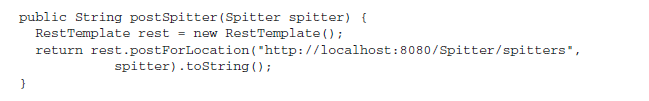 public String postSpitter(Spitter spitter) {
  RestTemplate rest = new RestTemplate();
  return rest.postForLocation("http://localhost:8080/Spitter/spitters",
            spitter).toString();
}